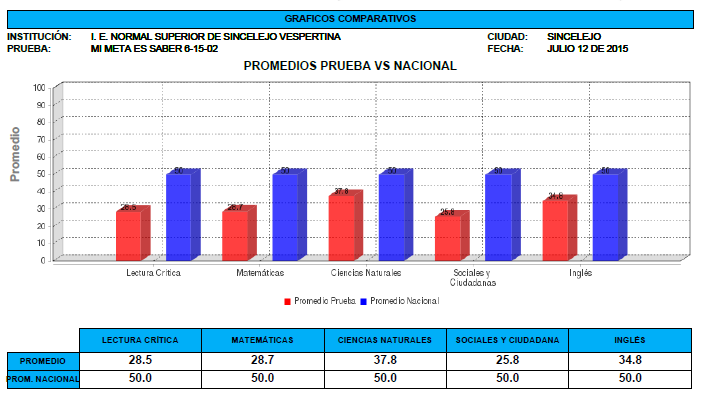 GRAFICOS COMPARATIVOS
INSTITUCIÓN: I. E. NORMAL SUPERIOR DE SINCELEJO VESPERTINA CIUDAD: SINCELEJO
PRUEBA: MI META ES SABER 6-15-02 FECHA: JULIO 12 DE 2015
PROMEDIOS PRUEBA VS NACIONAL
Promedio
100
90
80
70
60
50
40
30
20
10
0
28.5 50 28.7 50 37.8 50 25.8 50 34.8 50
Lectura Crítica Matemáticas Ciencias Naturales Sociales y Inglés
Ciudadanas
Promedio Prueba Promedio Nacional
LECTURA CRÍTICA MATEMÁTICAS CIENCIAS NATURALES SOCIALES Y CIUDADANA INGLÉS
PROMEDIO 28.5 28.7 37.8 25.8 34.8
PROM. NACIONAL 50.0 50.0 50.0 50.0 50.0